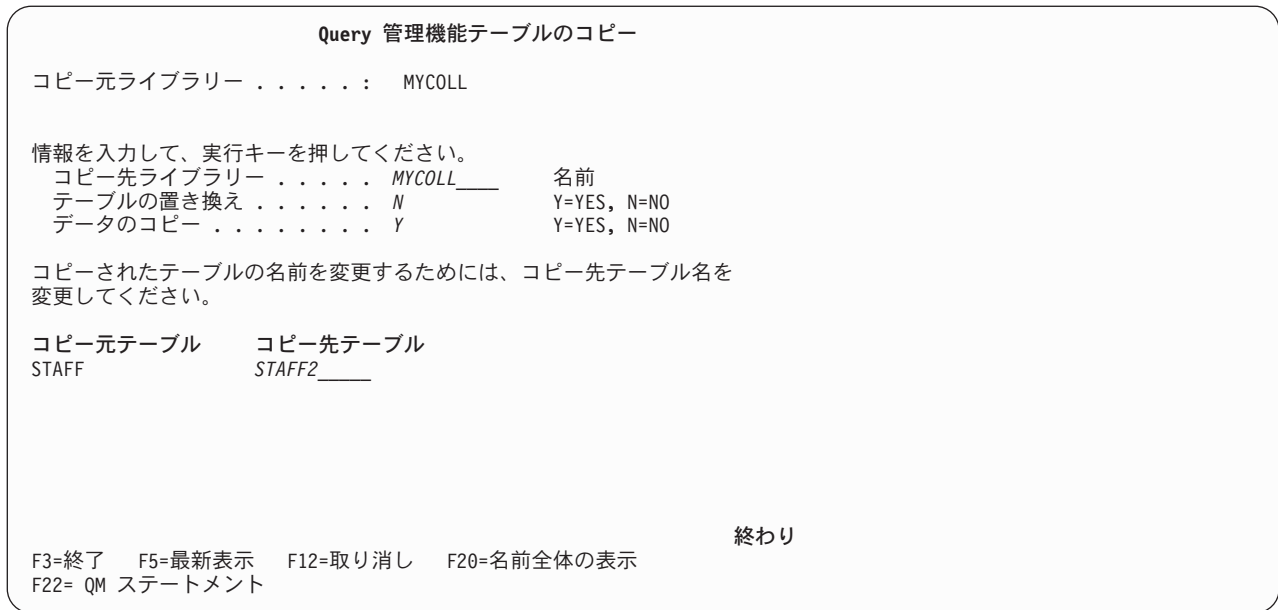 Query 管理機能テーブルのコピー
コピー元ライブラリー . . . . . : MYCOLL
情報を入力して、実行キーを押してください。
コピー先ライブラリー . . . . . MYCOLL____ 名前
テーブルの置き換え . . . . . . N Y=YES, N=NO
データのコピー . . . . . . . . Y Y=YES, N=NO
コピーされたテーブルの名前を変更するためには、コピー先テーブル名を
変更してください。
コピー元テーブル コピー先テーブル
STAFF STAFF2_____
終わり
F3=終了 F5=最新表示 F12=取り消し F20=名前全体の表示
F22= QM ステートメント